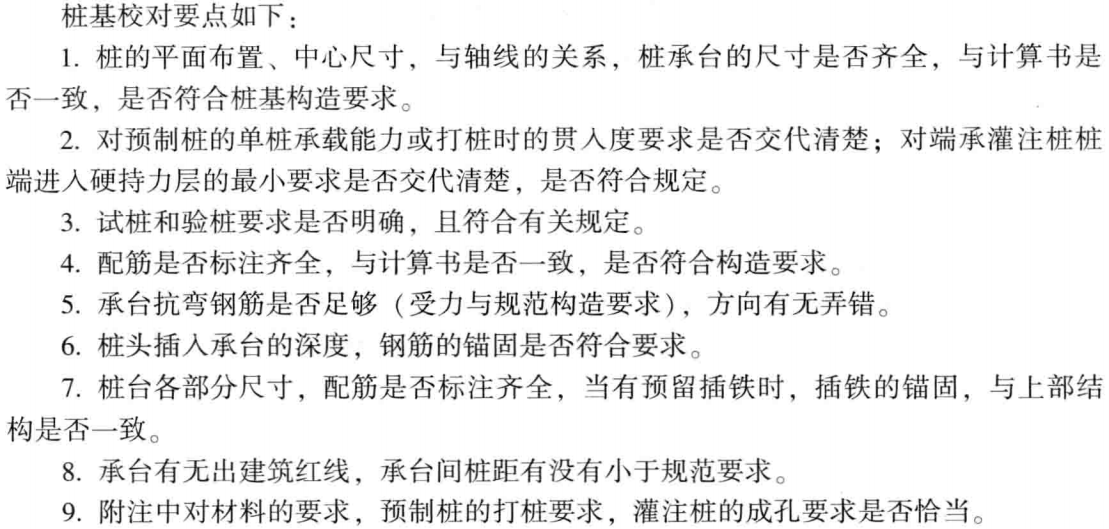 桩基校对要点如下：
1. 桩的平面布置、中心尺寸，与轴线的关系，桩承台的尺寸是否齐全，与计算书是
否一致，是否符合桩基构造要求。
2. 对预制桩的单桩承载能力或打桩时的贯入度要求是否交代清楚；对端承灌注桩桩
端进入硬持力层的最小要求是否交代清楚，是否符合规定。
3. 试桩和验桩要求是否明确，且符合有关规定。
4. 配筋是否标注齐全，与计算书是否一致，是否符合构造要求。
5. 承台抗弯钢筋是否足够（受力与规范构造要求），方向有无弄错。
6. 桩头插入承台的深度，钢筋的锚固是否符合要求。
7. 桩台各部分尺寸，配筋是否标注齐全，当有预留插铁时，插铁的锚固，与上部结
构是否一致。
8. 承台有无出建筑红线，承台间桩距有没有小于规范要求。
9. 附注中对材料的要求，预制桩的打桩要求，灌注桩的成孔要求是否恰当。